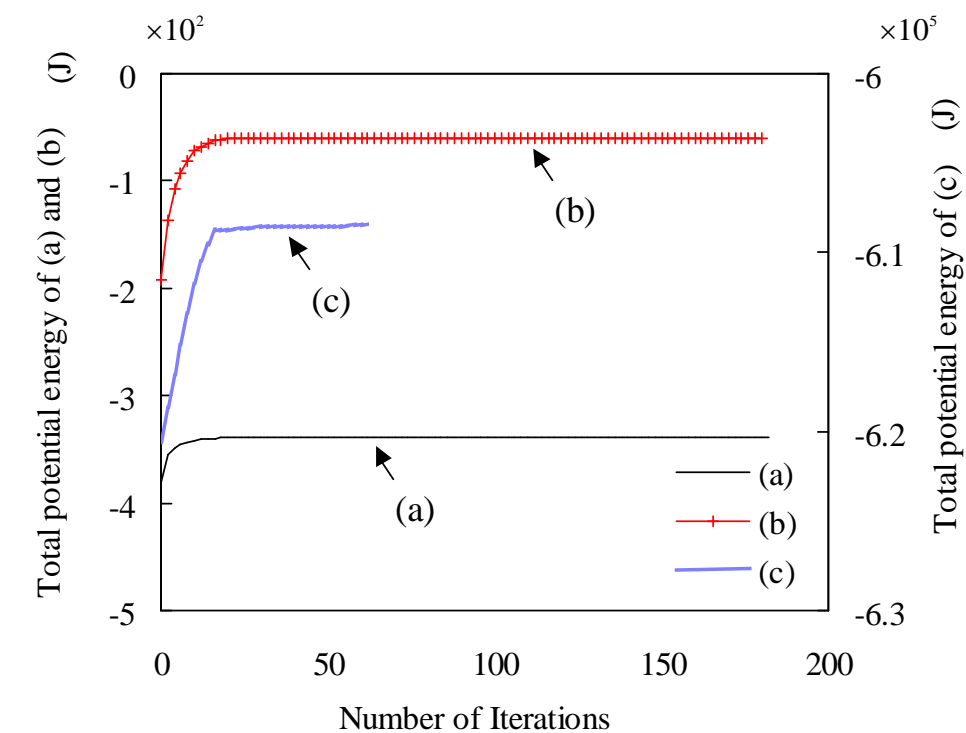 ×10²
×10⁵
Total potential energy of (a) and (b) (J)
0
-1
-2
-3
-4
-5
-6
-6.1
-6.2
-6.3
Total potential energy of (c) (J)
(b)
(c)
(a)
(a)
(b)
(c)
0 50 100 150 200
Number of Iterations